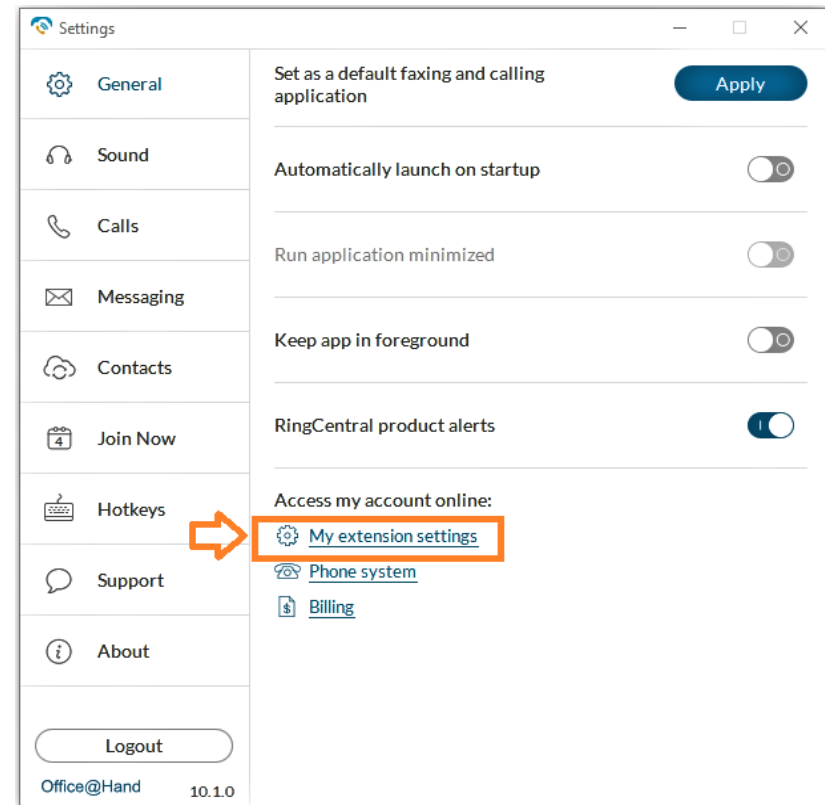 Settings
General
Sound
Calls
Messaging
Contacts
4
Join Now
Hotkeys
Support
i
About
Logout
Office@Hand
10.1.0
Set as a default faxing and calling
application
Apply
Automatically launch on startup
Run application minimized
Keep app in foreground
RingCentral product alerts
Access my account online:
My extension settings
Phone system
$
Billing